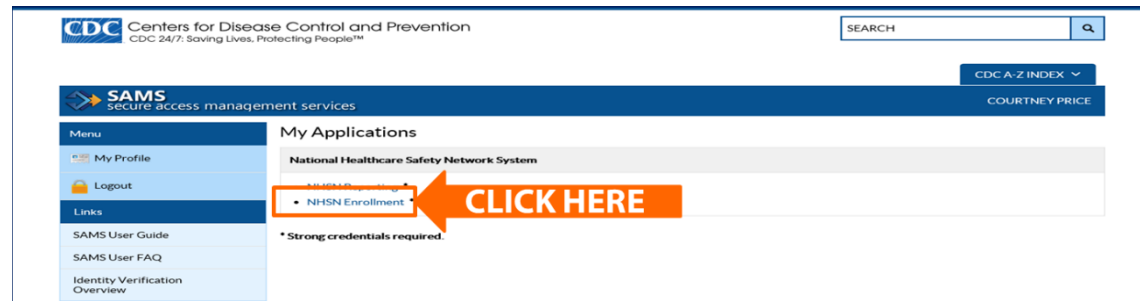 CDC Centers for Disease Control and Prevention
CDC 24/7: Saving Lives, Protecting People™
SEARCH
CDC A-Z INDEX
SAMS
secure access management services
COURTNEY PRICE
Menu
My Profile
Logout
Links
SAMS User Guide
SAMS User FAQ
Identity Verification
Overview
My Applications
National Healthcare Safety Network System
NHSN Reporting *
• NHSN Enrollment *
CLICK HERE
* Strong credentials required.